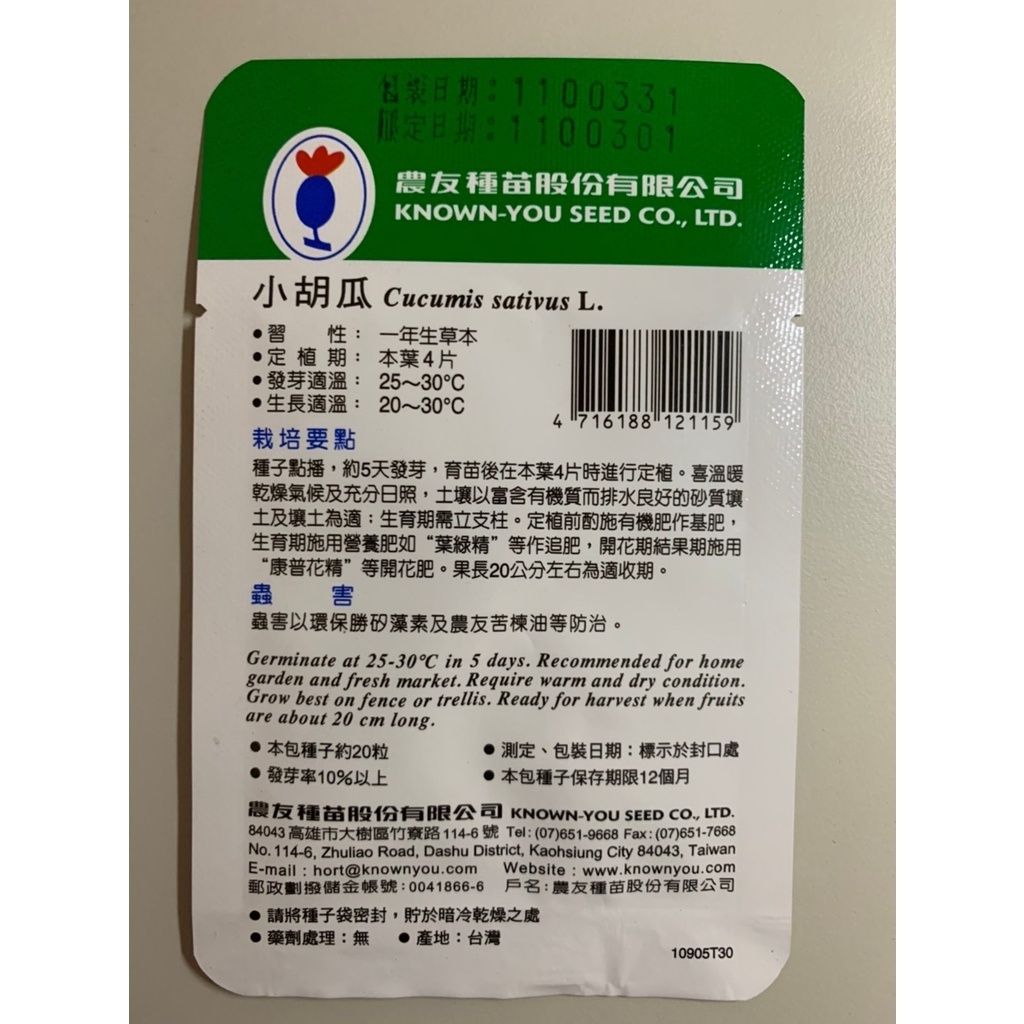 包裝日期：1100331
測定日期：1100301
農友種苗股份有限公司
KNOWN-YOU SEED CO., LTD.
小胡瓜 Cucumis sativus L.
●習 性： 一年生草本
●定植期： 本葉4片
●發芽適溫： 25～30℃
●生長適溫： 20～30℃
4 716188 121159
栽培要點
種子點播，約5天發芽，育苗後在本葉4片時進行定植。喜溫暖
乾燥氣候及充分日照，土壤以富含有機質而排水良好的砂質壤
土及壤土為適；生育期需立支柱。定植前酌施有機肥作基肥，
生育期施用營養肥如“葉綠精”等作追肥，開花期結果期施用
“康普花精”等開花肥。果長20公分左右為適收期。
蟲 害
蟲害以環保勝矽藻素及農友苦楝油等防治。
Germinate at 25-30℃ in 5 days. Recommended for home
garden and fresh market. Require warm and dry condition.
Grow best on fence or trellis. Ready for harvest when fruits
are about 20 cm long.
●本包種子約20粒 ●測定、包裝日期：標示於封口處
●發芽率10%以上 ●本包種子保存期限12個月
農友種苗股份有限公司 KNOWN-YOU SEED CO., LTD.
84043 高雄市大樹區竹寮路 114-6 號 Tel: (07)651-9668 Fax: (07)651-7668
No. 114-6, Zhuliao Road, Dashu District, Kaohsiung City 84043, Taiwan
E-mail : hort@knownyou.com Website : www.knownyou.com
郵政劃撥儲金帳號：0041866-6 戶名：農友種苗股份有限公司
●請將種子袋密封，貯於暗冷乾燥之處
●藥劑處理：無 ●產地：台灣
10905T30